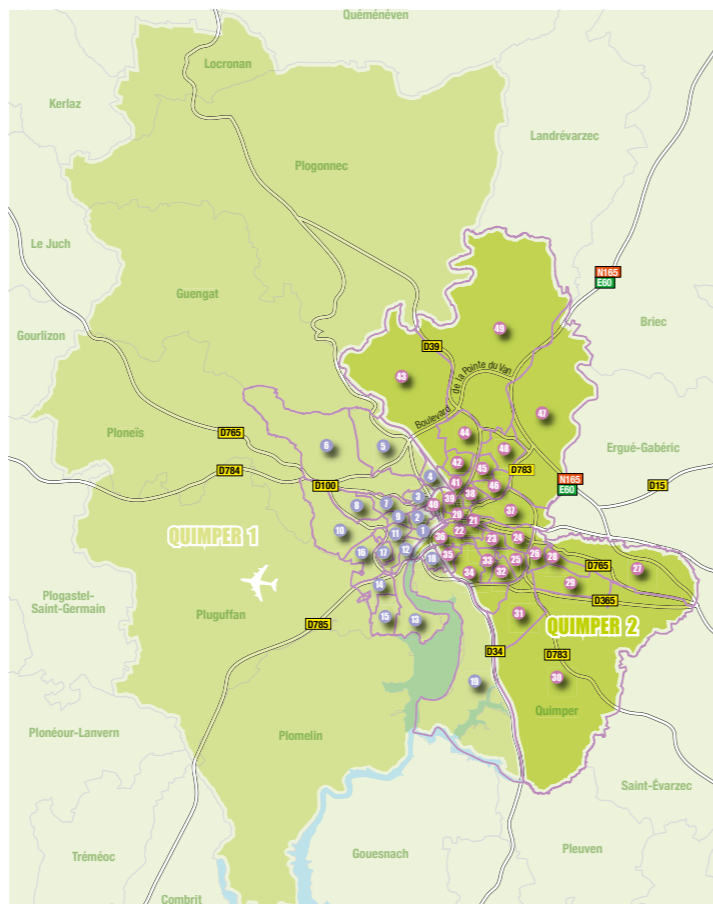 Quéménéven
Locronan
Kerlaz
Landrévarzec
Plogonnec
Le Juch
N165
E60
Guengat
49
Briec
Gourlizon
D39
de la Pointe du Van
43
Boulevard
47
Ploneïs
D765
44
6
5
48
Ergué-Gabéric
42
45
D783
D784
4
N165
E60
D15
D100
41
46
3
39
38
8
7
40
37
9
2
20
21
10
1
22
QUIMPER 1
11
36
23
24
16
17
12
35
26
28
18
33
25
D765
27
34
32
14
29
Plogastel-
Saint-Germain
D365
Pluguffan
15
13
31
D785
QUIMPER 2
D34
D783
19
30
Quimper
Plonéour-Lanvern
Plomelin
Saint-Évarzec
Tréméoc
Gouesnach
Pleuven
Combrit